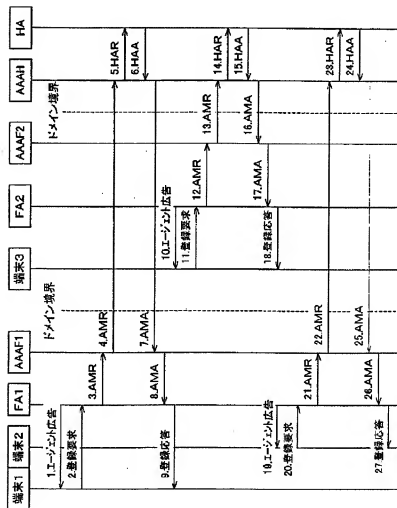 端末1
端末2
FA1
AAAF1
端末3
FA2
AAAF2
AAAH
HA
ドメイン境界
ドメイン境界
1.エージェント広告
2.登録要求
3.AMR
4.AMR
5.HAR
6.HAA
7.AMA
8.AMA
9.登録応答
10.エージェント広告
11.登録要求
12.AMR
13.AMR
14.HAR
15.HAA
16.AMA
17.AMA
18.登録応答
19.エージェント広告
20.登録要求
21.AMR
22.AMR
23.HAR
24.HAA
25.AMA
26.AMA
27.登録応答